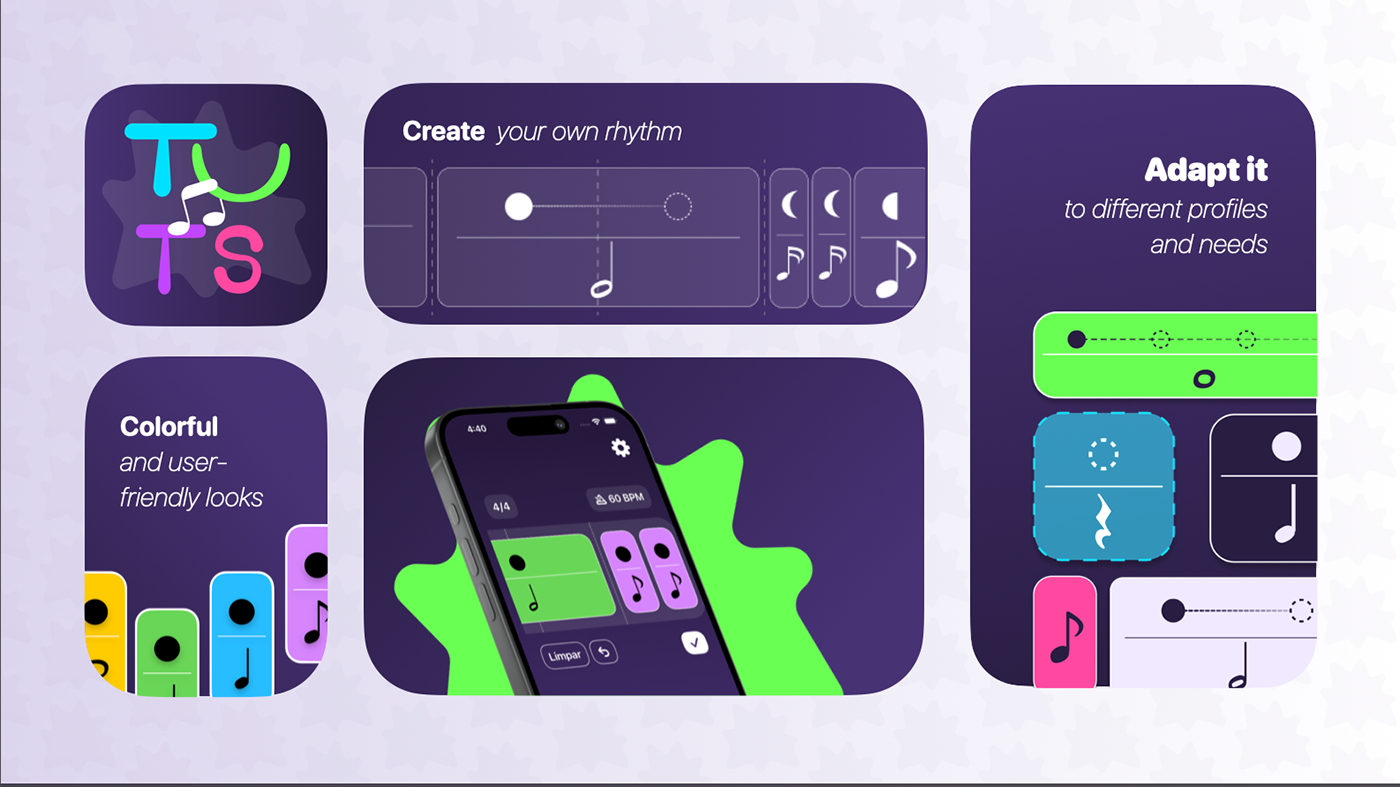 TUTS
Create your own rhythm
Adapt it
to different profiles
and needs
Colorful
and user-
friendly looks
4:40
4/4
60 BPM
Limpar